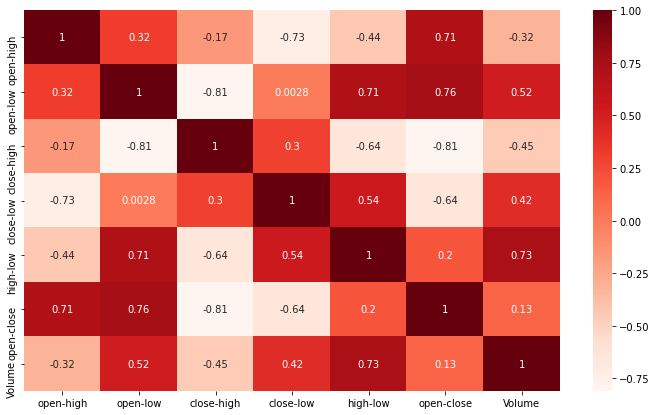 open-high 1 0.32 -0.17 -0.73 -0.44 0.71 -0.32
open-low 0.32 1 -0.81 0.0028 0.71 0.76 0.52
close-high -0.17 -0.81 1 0.3 -0.64 -0.81 -0.45
close-low -0.73 0.0028 0.3 1 0.54 -0.64 0.42
high-low -0.44 0.71 -0.64 0.54 1 0.2 0.73
open-close 0.71 0.76 -0.81 -0.64 0.2 1 0.13
Volume -0.32 0.52 -0.45 0.42 0.73 0.13 1
open-high open-low close-high close-low high-low open-close Volume
1.00
0.75
0.50
0.25
0.00
-0.25
-0.50
-0.75